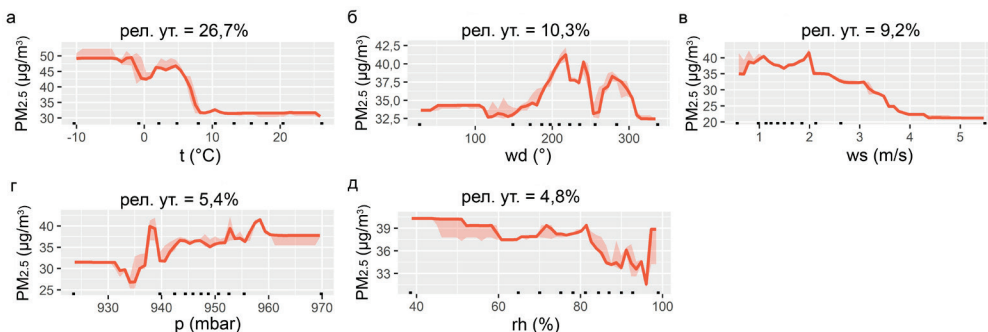 а
рел. ут. = 26,7%
PM2.5 (µg/m³)
50
45
40
35
30
-10
0
10
20
t (°C)
б
рел. ут. = 10,3%
PM2.5 (µg/m³)
42,5
40,0
37,5
35,0
32,5
100
200
300
wd (°)
в
рел. ут. = 9,2%
PM2.5 (µg/m³)
40
35
30
25
20
1
2
3
4
5
ws (m/s)
г
рел. ут. = 5,4%
PM2.5 (µg/m³)
40
35
30
25
930
940
950
960
970
p (mbar)
д
рел. ут. = 4,8%
PM2.5 (µg/m³)
39
36
33
40
60
80
100
rh (%)